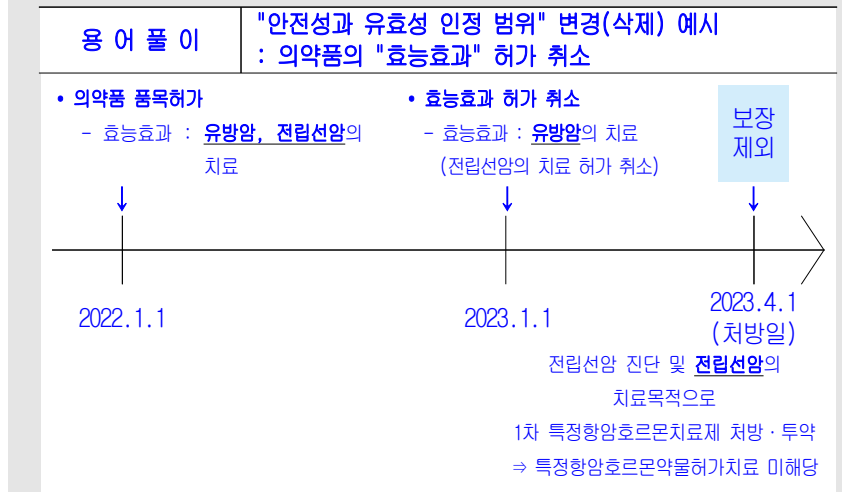 용 어 풀 이
"안전성과 유효성 인정 범위" 변경(삭제) 예시
: 의약품의 "효능효과" 허가 취소
• 의약품 품목허가
- 효능효과 : 유방암, 전립선암의
치료
• 효능효과 허가 취소
- 효능효과 : 유방암의 치료
(전립선암의 치료 허가 취소)
보장
제외
2022.1.1
2023.1.1
2023.4.1
(처방일)
전립선암 진단 및 전립선암의
치료목적으로
1차 특정항암호르몬치료제 처방·투약
⇒ 특정항암호르몬약물허가치료 미해당